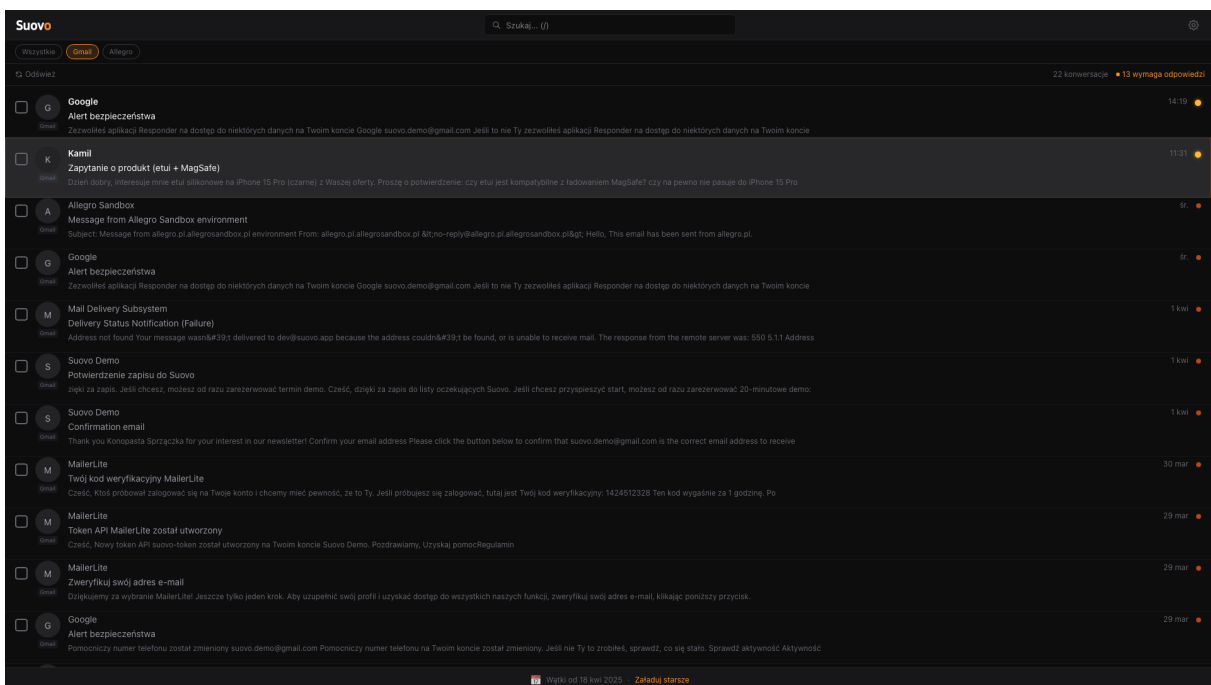 Suovo
Szukaj... (/)
Wszystkie Gmail Allegro
Odśwież
22 konwersacje 13 wymaga odpowiedzi
G
Gmail
Google 14:19
Alert bezpieczeństwa
Zezwoliłeś aplikacji Responder na dostęp do niektórych danych na Twoim koncie Google suovo.demo@gmail.com Jeśli to nie Ty zezwoliłeś aplikacji Responder na dostęp do niektórych danych na Twoim koncie
K
Gmail
Kamil 11:31
Zapytanie o produkt (etui + MagSafe)
Dzień dobry, interesuje mnie etui silikonowe na iPhone 15 Pro (czarne) z Waszej oferty. Proszę o potwierdzenie: czy etui jest kompatybilne z ładowaniem MagSafe? czy na pewno nie pasuje do iPhone 15 Pro
A
Gmail
Allegro Sandbox śr.
Message from Allegro Sandbox environment
Subject: Message from allegro.pl.allegrosandbox.pl environment From: allegro.pl.allegrosandbox.pl &lt;no-reply@allegro.pl.allegrosandbox.pl&gt; Hello, This email has been sent from allegro.pl.
G
Gmail
Google śr.
Alert bezpieczeństwa
Zezwoliłeś aplikacji Responder na dostęp do niektórych danych na Twoim koncie Google suovo.demo@gmail.com Jeśli to nie Ty zezwoliłeś aplikacji Responder na dostęp do niektórych danych na Twoim koncie
M
Gmail
Mail Delivery Subsystem 1 kwi
Delivery Status Notification (Failure)
Address not found Your message wasn&#39;t delivered to dev@suovo.app because the address couldn&#39;t be found, or is unable to receive mail. The response from the remote server was: 550 5.1.1 Address
S
Gmail
Suovo Demo 1 kwi
Potwierdzenie zapisu do Suovo
zięki za zapis. Jeśli chcesz, możesz od razu zarezerwować termin demo. Cześć, dzięki za zapis do listy oczekujących Suovo. Jeśli chcesz przyspieszyć start, możesz od razu zarezerwować 20-minutowe demo:
S
Gmail
Suovo Demo 1 kwi
Confirmation email
Thank you Konopasta Sprzączka for your interest in our newsletter! Confirm your email address Please click the button below to confirm that suovo.demo@gmail.com is the correct email address to receive
M
Gmail
MailerLite 30 mar
Twój kod weryfikacyjny MailerLite
Cześć, Ktoś próbował zalogować się na Twoje konto i chcemy mieć pewność, że to Ty. Jeśli próbujesz się zalogować, tutaj jest Twój kod weryfikacyjny: 1424512328 Ten kod wygaśnie za 1 godzinę. Po
M
Gmail
MailerLite 29 mar
Token API MailerLite został utworzony
Cześć, Nowy token API suovo-token został utworzony na Twoim koncie Suovo Demo. Pozdrawiamy, Uzyskaj pomocRegulamin
M
Gmail
MailerLite 29 mar
Zweryfikuj swój adres e-mail
Dziękujemy za wybranie MailerLite! Jeszcze tylko jeden krok. Aby uzupełnić swój profil i uzyskać dostęp do wszystkich naszych funkcji, zweryfikuj swój adres e-mail, klikając poniższy przycisk.
G
Gmail
Google 29 mar
Alert bezpieczeństwa
Pomocniczy numer telefonu został zmieniony suovo.demo@gmail.com Pomocniczy numer telefonu na Twoim koncie został zmieniony. Jeśli nie Ty to zrobiłeś, sprawdź, co się stało. Sprawdź aktywność Aktywność
Wątki od 18 kwi 2025 · Załaduj starsze